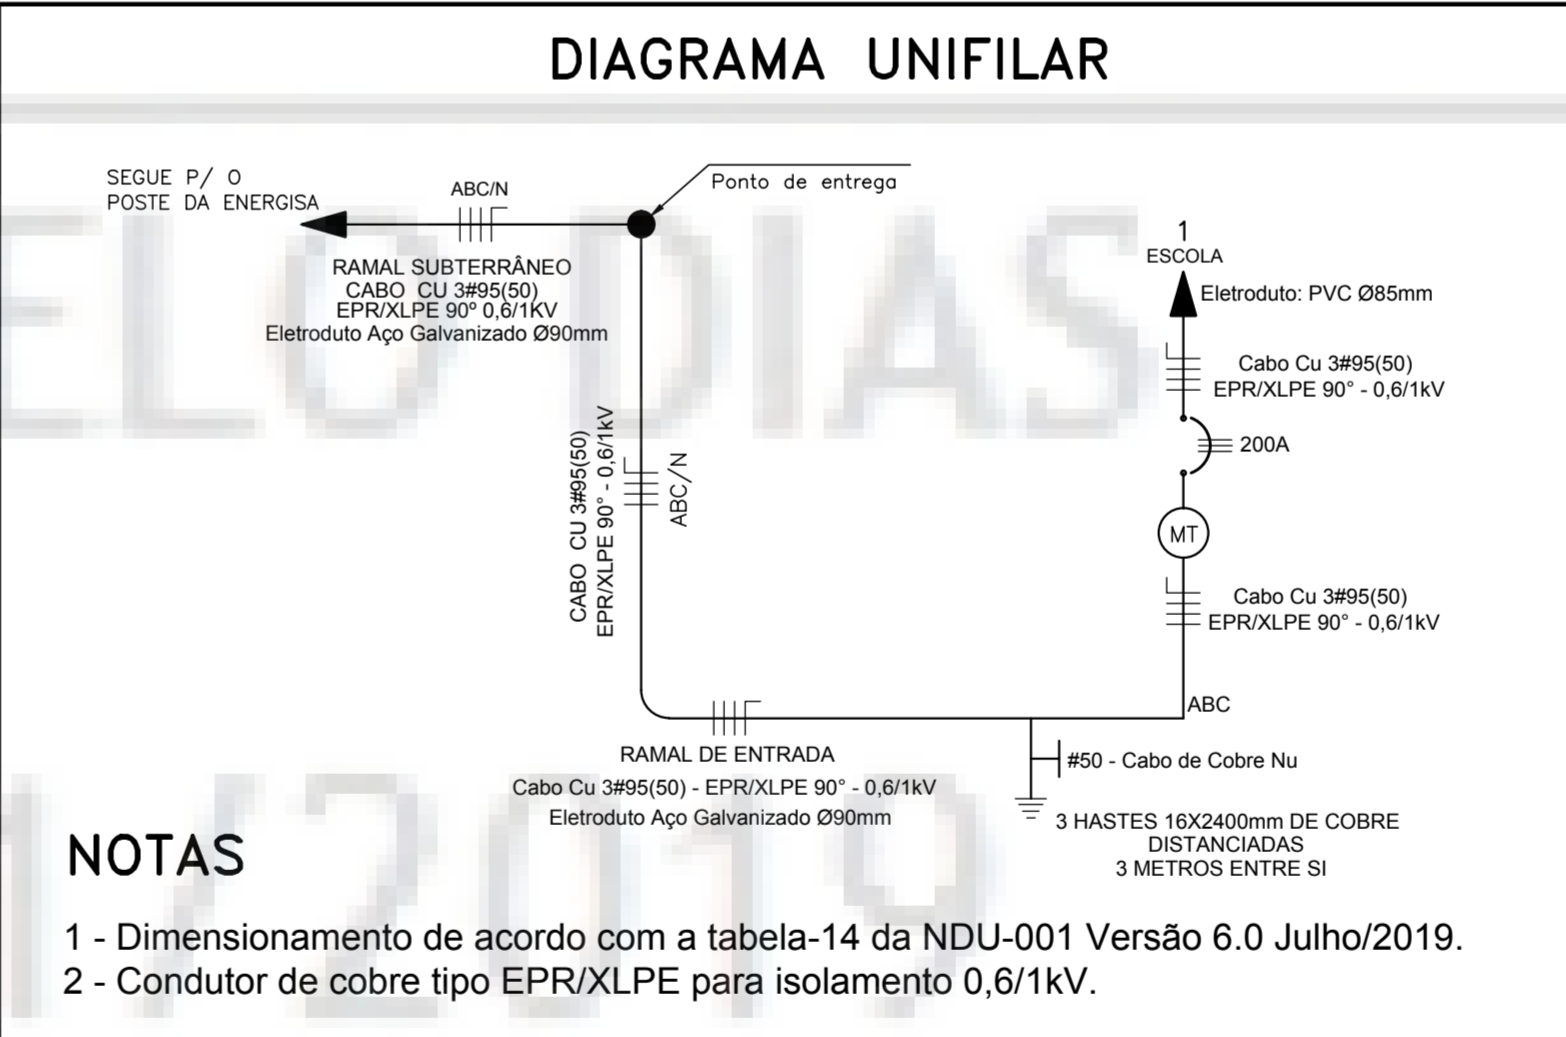 DIAGRAMA UNIFILAR
SEGUE P/ O
POSTE DA ENERGISA
ABC/N
Ponto de entrega
RAMAL SUBTERRÂNEO
CABO CU 3#95(50)
EPR/XLPE 90º 0,6/1KV
Eletroduto Aço Galvanizado Ø90mm
1
ESCOLA
Eletroduto: PVC Ø85mm
Cabo Cu 3#95(50)
EPR/XLPE 90° - 0,6/1kV
200A
MT
Cabo Cu 3#95(50)
EPR/XLPE 90° - 0,6/1kV
ABC
CABO CU 3#95(50)
EPR/XLPE 90° - 0,6/1kV
ABC/N
RAMAL DE ENTRADA
Cabo Cu 3#95(50) - EPR/XLPE 90° - 0,6/1kV
Eletroduto Aço Galvanizado Ø90mm
#50 - Cabo de Cobre Nu
3 HASTES 16X2400mm DE COBRE
DISTANCIADAS
3 METROS ENTRE SI
NOTAS
1 - Dimensionamento de acordo com a tabela-14 da NDU-001 Versão 6.0 Julho/2019.
2 - Condutor de cobre tipo EPR/XLPE para isolamento 0,6/1kV.
ELO DIAS
1/2019